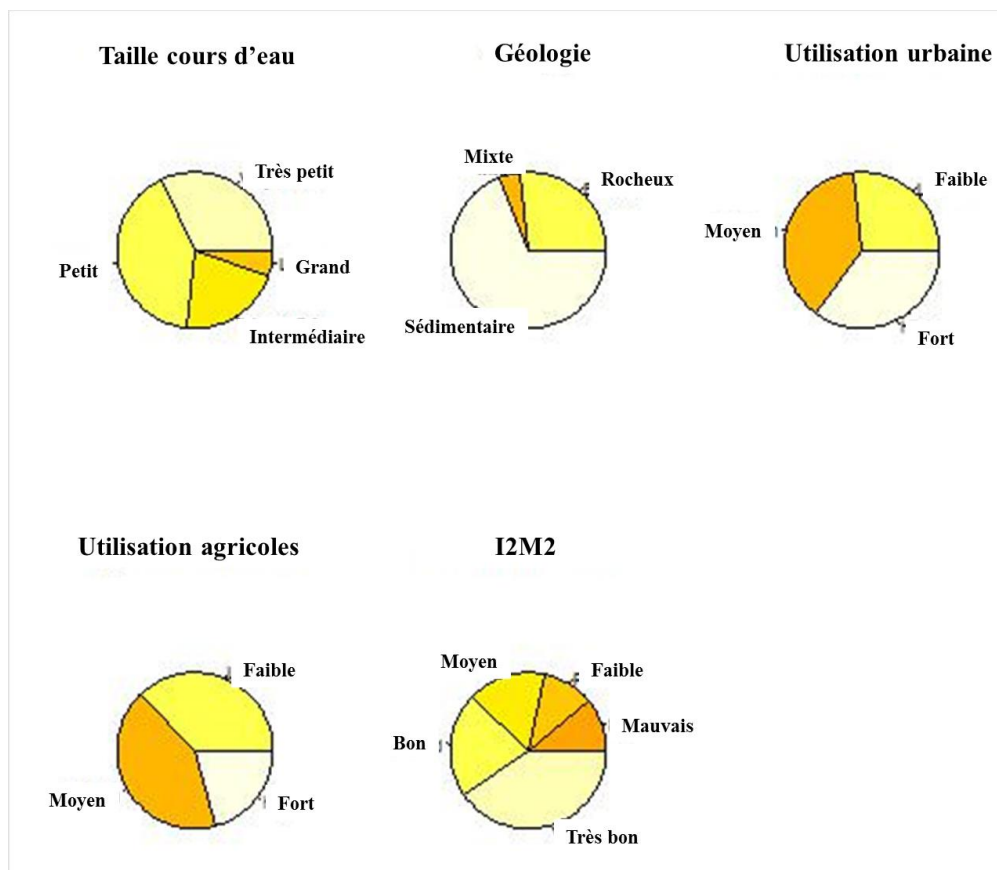 Taille cours d'eau
Géologie
Utilisation urbaine
Très petit
Petit
Grand
Intermédiaire
Mixte
Rocheux
Sédimentaire
Faible
Moyen
Fort
Utilisation agricoles
I2M2
Faible
Moyen
Fort
Moyen
Faible
Mauvais
Bon
Très bon